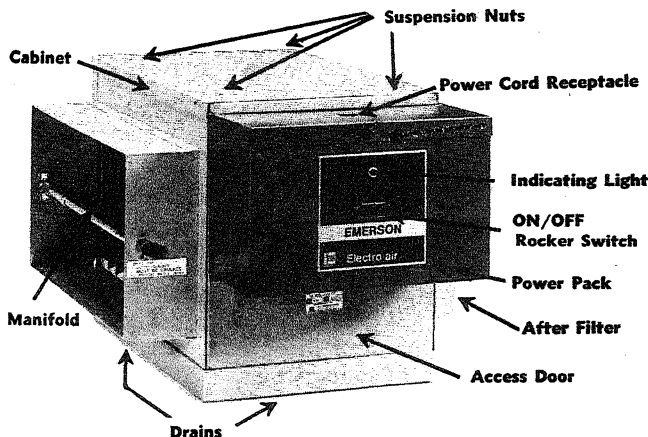 Suspension Nuts
Cabinet
Power Cord Receptacle
Indicating Light
ON/OFF
Rocker Switch
EMERSON
Electro air
Power Pack
Manifold
After Filter
Access Door
Drains